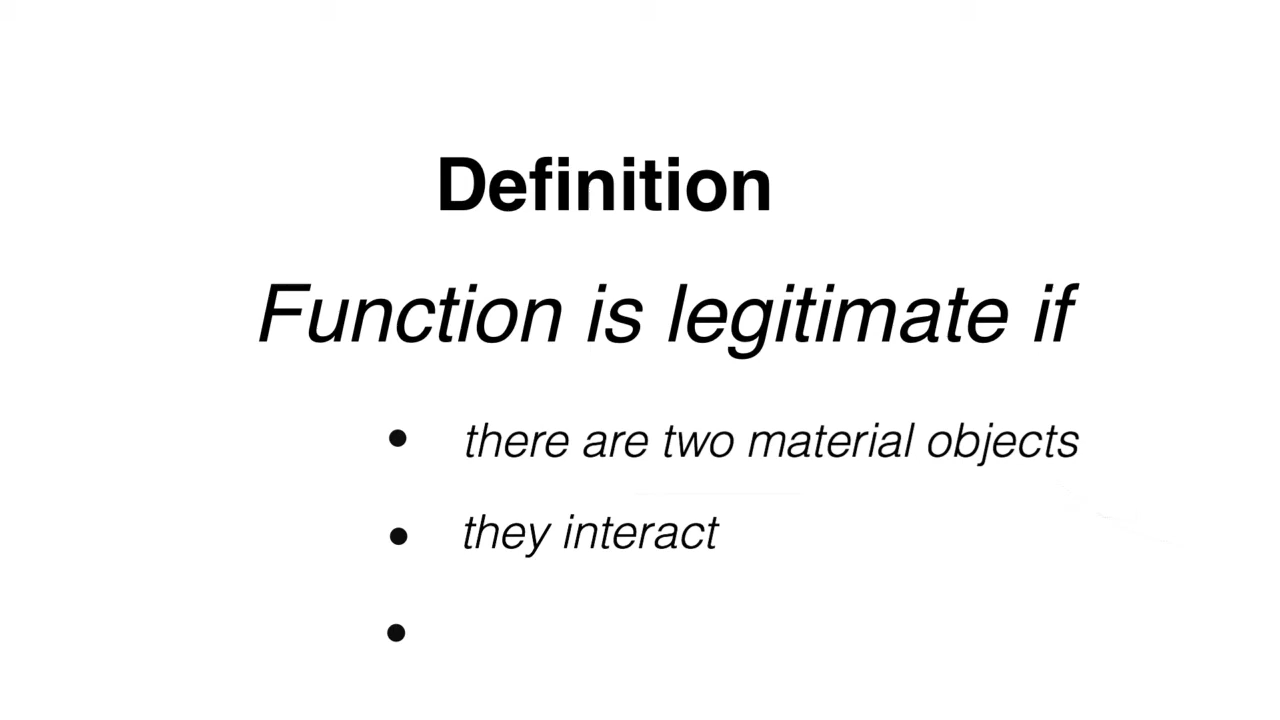 Definition
Function is legitimate if
• there are two material objects
• they interact
•